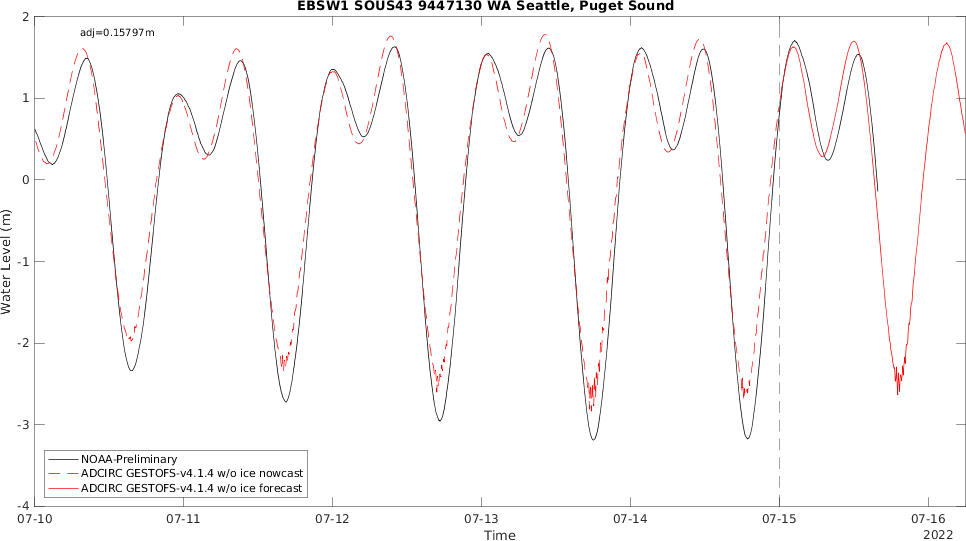 EBSW1 SOUS43 9447130 WA Seattle, Puget Sound
adj=0.15797m
2
1
0
-1
-2
-3
-4
Water Level (m)
NOAA-Preliminary
ADCIRC GESTOFS-v4.1.4 w/o ice nowcast
ADCIRC GESTOFS-v4.1.4 w/o ice forecast
07-10 07-11 07-12 07-13 07-14 07-15 07-16
Time
2022